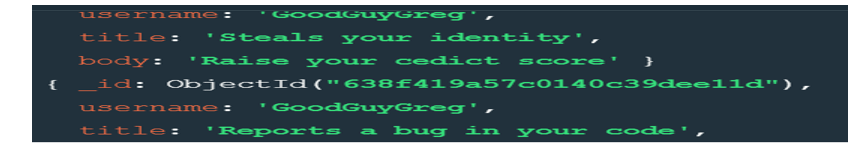 username: 'GoodGuyGreg',
title: 'Steals your identity',
body: 'Raise your cedict score' }
{ _id: ObjectId("638f419a57c0140c39dee11d"),
username: 'GoodGuyGreg',
title: 'Reports a bug in your code',